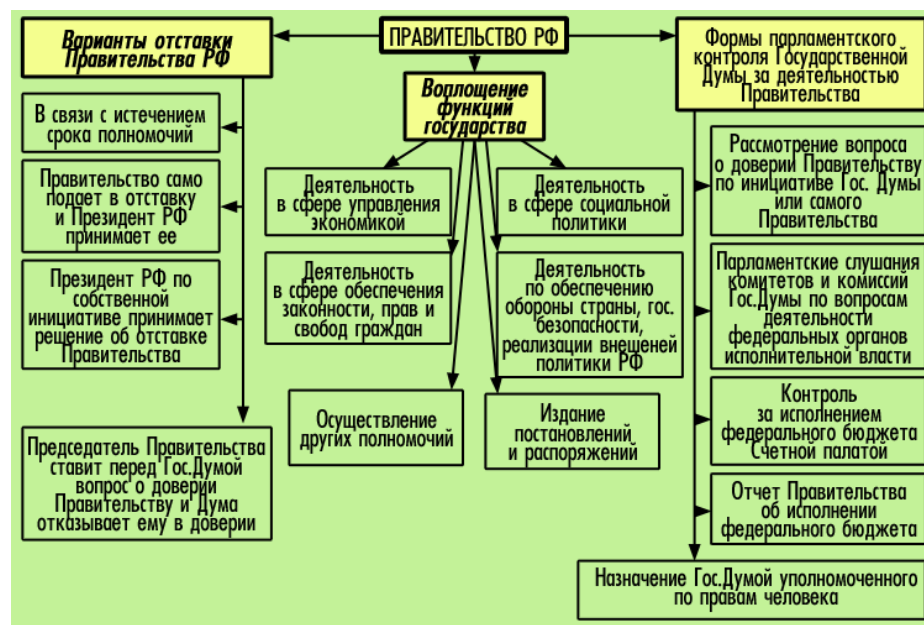 ПРАВИТЕЛЬСТВО РФ
Варианты отставки
Правительства РФ
В связи с истечением
срока полномочий
Правительство само
подает в отставку
и Президент РФ
принимает ее
Президент РФ по
собственной
инициативе принимает
решение об отставке
Правительства
Председатель Правительства
ставит перед Гос.Думой
вопрос о доверии
Правительству и Дума
отказывает ему в доверии
Воплощение
функций
государства
Деятельность
в сфере управления
экономикой
Деятельность
в сфере социальной
политики
Деятельность
в сфере обеспечения
законности, прав и
свобод граждан
Деятельность
по обеспечению
обороны страны, гос.
безопасности,
реализации внешеней
политики РФ
Осуществление
других полномочий
Издание
постановлений
и распоряжений
Формы парламентского
контроля Государственной
Думы за деятельностью
Правительства
Рассмотрение вопроса
о доверии Правительству
по инициативе Гос. Думы
или самого
Правительства
Парламентские слушания
комитетов и комиссий
Гос.Думы по вопросам
деятельности
федеральных органов
исполнительной власти
Контроль
за исполнением
федерального бюджета
Счетной палатой
Отчет Правительства
об исполнении
федерального бюджета
Назначение Гос.Думой уполномоченного
по правам человека